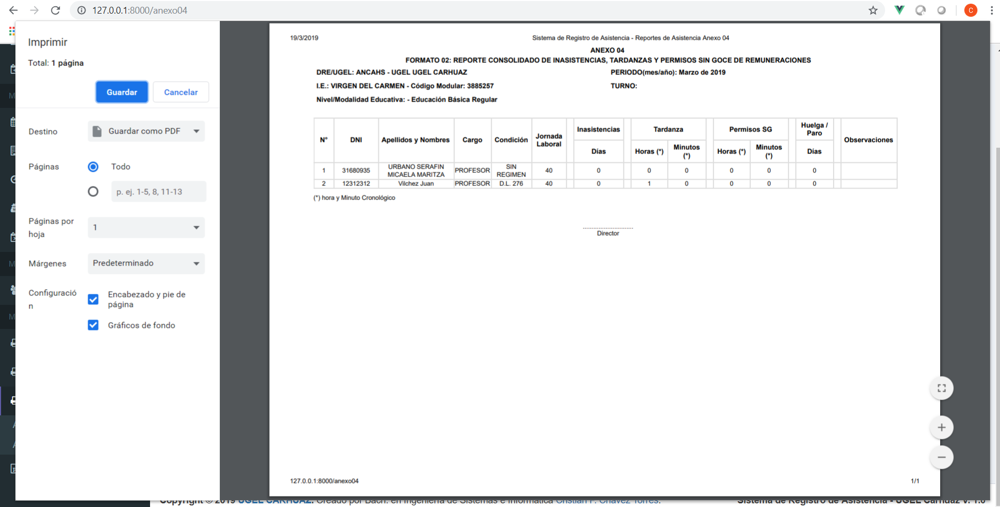 127.0.0.1:8000/anexo04
C
Imprimir
Total: 1 página
Guardar
Cancelar
Destino
Guardar como PDF
Páginas
Todo
p. ej. 1-5, 8, 11-13
Páginas por
hoja
1
Márgenes
Predeterminado
Configuració
n
Encabezado y pie de
página
Gráficos de fondo
19/3/2019
Sistema de Registro de Asistencia - Reportes de Asistencia Anexo 04
ANEXO 04
FORMATO 02: REPORTE CONSOLIDADO DE INASISTENCIAS, TARDANZAS Y PERMISOS SIN GOCE DE REMUNERACIONES
DRE/UGEL: ANCAHS - UGEL UGEL CARHUAZ
PERIODO(mes/año): Marzo de 2019
I.E.: VIRGEN DEL CARMEN - Código Modular: 3885257
TURNO:
Nivel/Modalidad Educativa: - Educación Básica Regular
N° DNI Apellidos y Nombres Cargo Condición Jornada Laboral Inasistencias Tardanza Permisos SG Huelga / Paro Observaciones
Días Horas (*) Minutos (*) Horas (*) Minutos (*) Días
1 31680935 URBANO SERAFIN MICAELA MARITZA PROFESOR SIN REGIMEN 40 0 0 0 0 0 0
2 12312312 Vilchez Juan PROFESOR D.L. 276 40 0 1 0 0 0 0
(*) hora y Minuto Cronológico
Director
127.0.0.1:8000/anexo04
1/1
Copyright © 2019 UGEL CARHUAZ. Creado por Bach. en Ingeniería de Sistemas e Informática Cristian F. Chavez Torres.
Sistema de Registro de Asistencia - UGEL Carhuaz V. 1.0